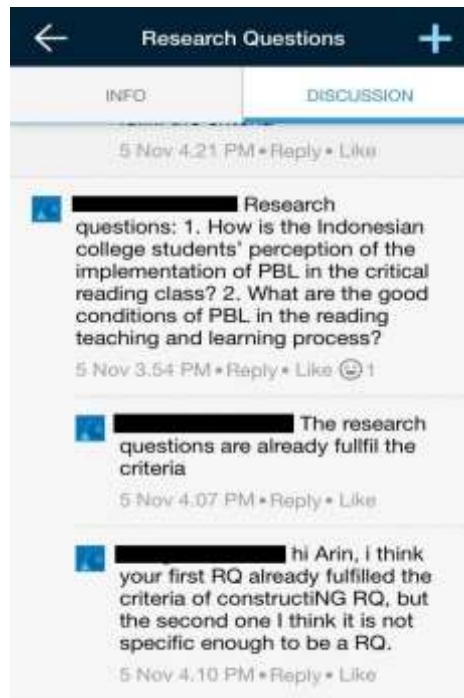 Research Questions
INFO
DISCUSSION
5 Nov 4.21 PM • Reply • Like
Research
questions: 1. How is the Indonesian
college students' perception of the
implementation of PBL in the critical
reading class? 2. What are the good
conditions of PBL in the reading
teaching and learning process?
5 Nov 3.54 PM • Reply • Like 1
The research
questions are already fullfil the
criteria
5 Nov 4.07 PM • Reply • Like
hi Arin, i think
your first RQ already fulfilled the
criteria of constructiNG RQ, but
the second one I think it is not
specific enough to be a RQ.
5 Nov 4.10 PM • Reply • Like